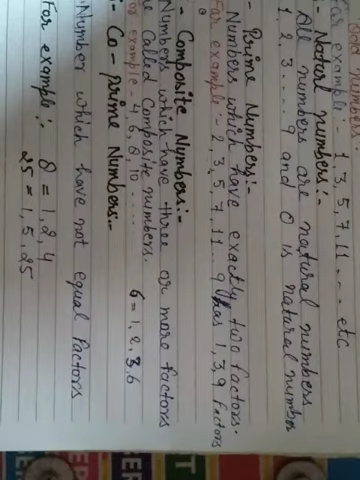 odd numbers:-
For example :- 1, 3, 5, 7, 11 .... etc
:- Natural numbers:-
All numbers are natural numbers
1, 2, 3 .... 9 and 0 is natural number
:- Prime Numbers:-
Numbers which have exactly two factors.
For example :- 2, 3, 5, 7, 11 .. 9 has 1, 3, 9 factors
:- Composite Numbers:-
Numbers which have three or more factors
are called Composite numbers.
for example - 4, 6, 8, 10 ...... 6 = 1, 2, 3, 6
:- Co-prime Numbers:-
Number which have not equal factors
For example :- 8 = 1, 2, 4
25 = 1, 5, 25